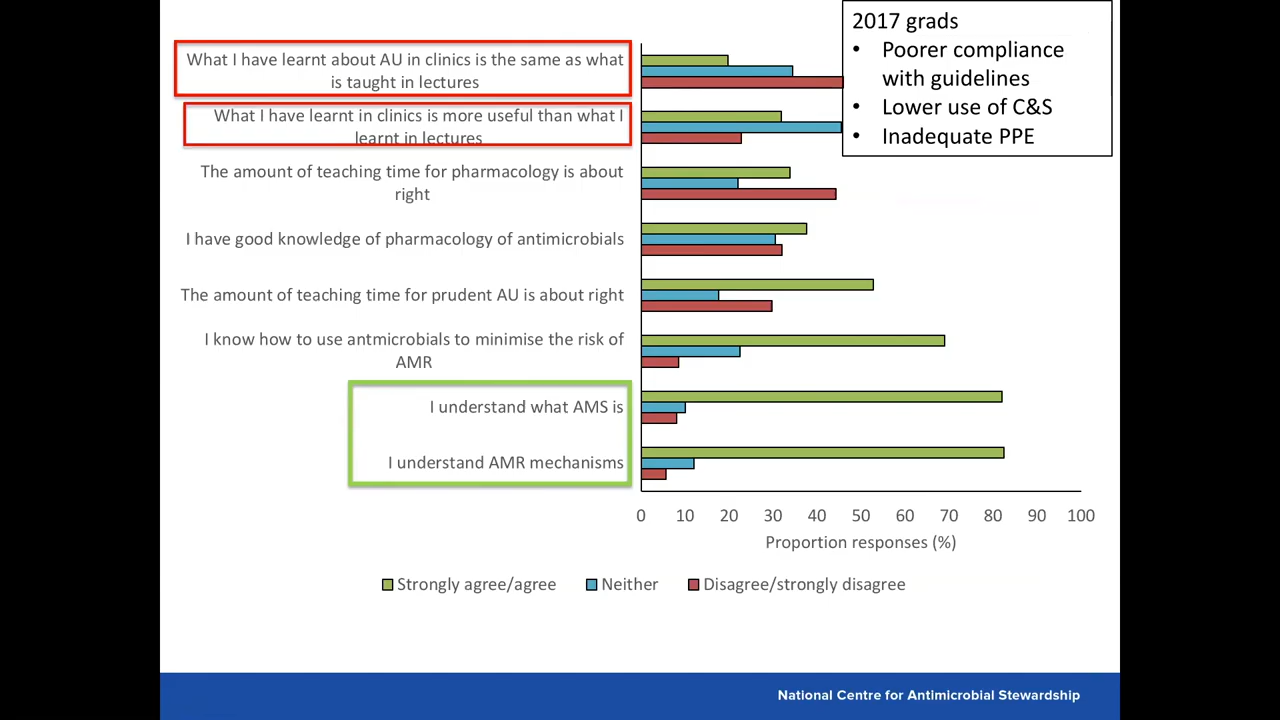 2017 grads
• Poorer compliance
with guidelines
• Lower use of C&S
• Inadequate PPE
What I have learnt about AU in clinics is the same as what
is taught in lectures
What I have learnt in clinics is more useful than what I
learnt in lectures
The amount of teaching time for pharmacology is about
right
I have good knowledge of pharmacology of antimicrobials
The amount of teaching time for prudent AU is about right
I know how to use antmicrobials to minimise the risk of
AMR
I understand what AMS is
I understand AMR mechanisms
0 10 20 30 40 50 60 70 80 90 100
Proportion responses (%)
Strongly agree/agree Neither Disagree/strongly disagree
National Centre for Antimicrobial Stewardship